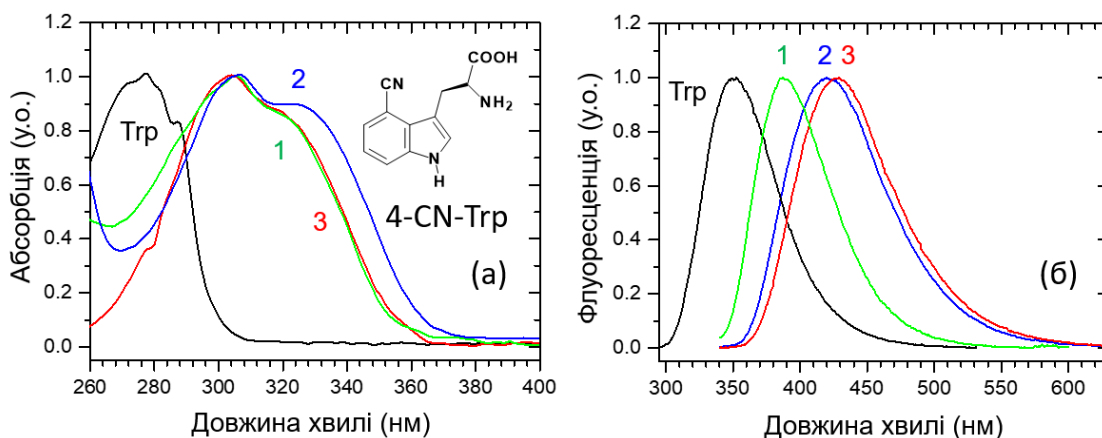 Абсорбція (у.о.)
1.2
1.0
0.8
0.6
0.4
0.2
0.0
260 280 300 320 340 360 380 400
Довжина хвилі (нм)
Trp
1
2
3
CN
COOH
NH2
N
H
4-CN-Trp
(а)
Флуоресценція (у.о.)
1.2
1.0
0.8
0.6
0.4
0.2
0.0
300 350 400 450 500 550 600
Довжина хвилі (нм)
Trp
1 2 3
(б)